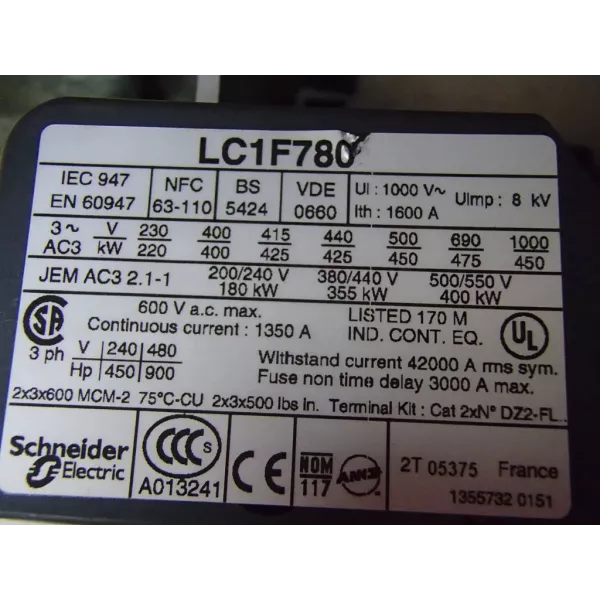 LC1F780
IEC 947 NFC BS VDE UI : 1000 V~ UImp : 8 kV
EN 60947 63-110 5424 0660 Ith : 1600 A
3~ V 230 400 415 440 500 690 1000
AC3 kW 220 400 425 425 450 475 450
JEM AC3 2.1-1 200/240 V 380/440 V 500/550 V
180 kW 355 kW 400 kW
600 V a.c. max. LISTED 170 M
Continuous current : 1350 A IND. CONT. EQ.
SA UL
3 ph V 240 480 Withstand current 42000 A rms sym.
Hp 450 900 Fuse non time delay 3000 A max.
2x3x600 MCM-2 75°C-CU 2x3x500 lbs in. Terminal Kit : Cat 2xN° DZ2-FL..
Schneider CCC S CE NOM
Electric A013241 117 ANCE 2T 05375 France
1355732 0151